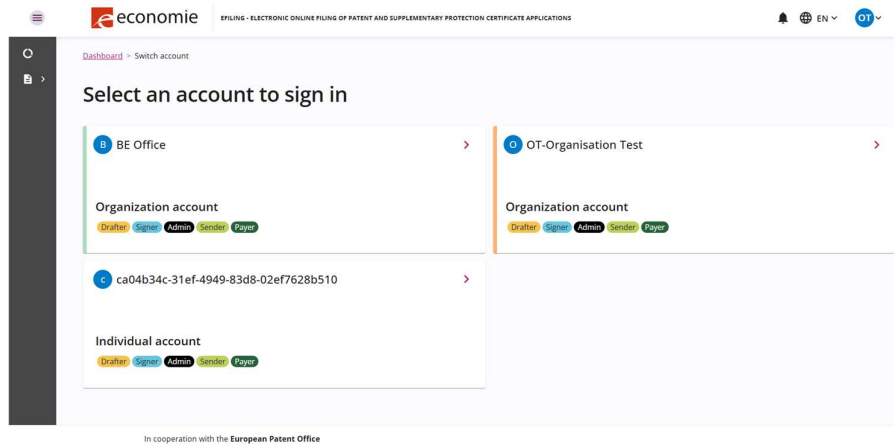 economie
EFILING - ELECTRONIC ONLINE FILING OF PATENT AND SUPPLEMENTARY PROTECTION CERTIFICATE APPLICATIONS
EN
OT
Dashboard > Switch account
Select an account to sign in
B BE Office
Organization account
Drafter Signer Admin Sender Payer
O OT-Organisation Test
Organization account
Drafter Signer Admin Sender Payer
c ca04b34c-31ef-4949-83d8-02ef7628b510
Individual account
Drafter Signer Admin Sender Payer
In cooperation with the European Patent Office